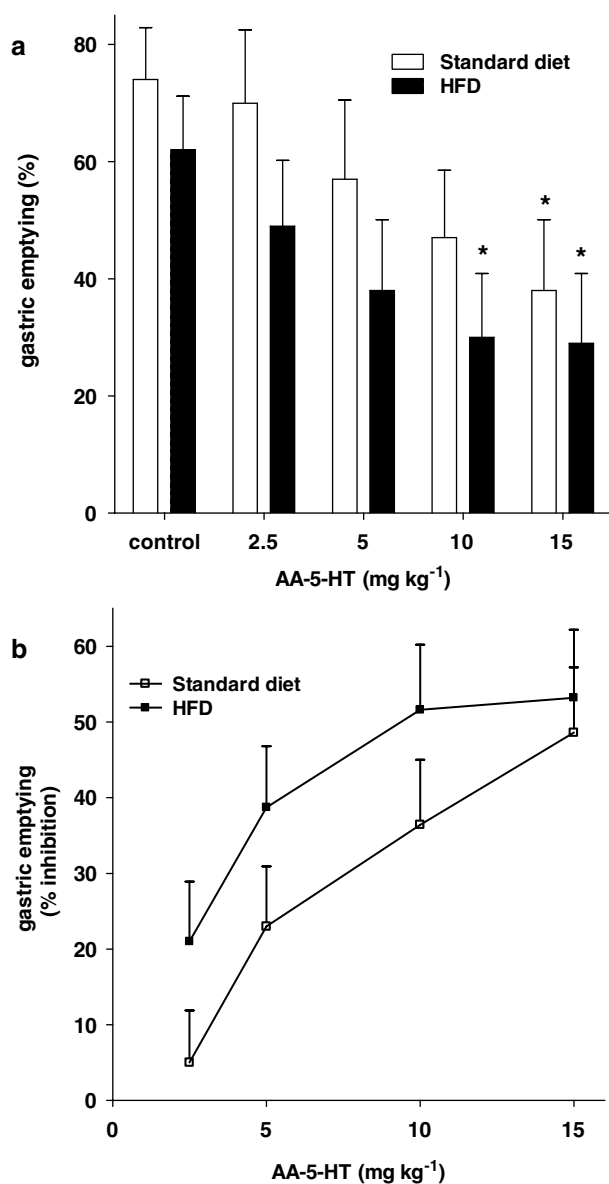 a
80
60
40
20
0
gastric emptying (%)
Standard diet
HFD
*
*
*
control 2.5 5 10 15
AA-5-HT (mg kg⁻¹)
b
60
50
40
30
20
10
0
gastric emptying
(% inhibition)
Standard diet
HFD
0 5 10 15
AA-5-HT (mg kg⁻¹)